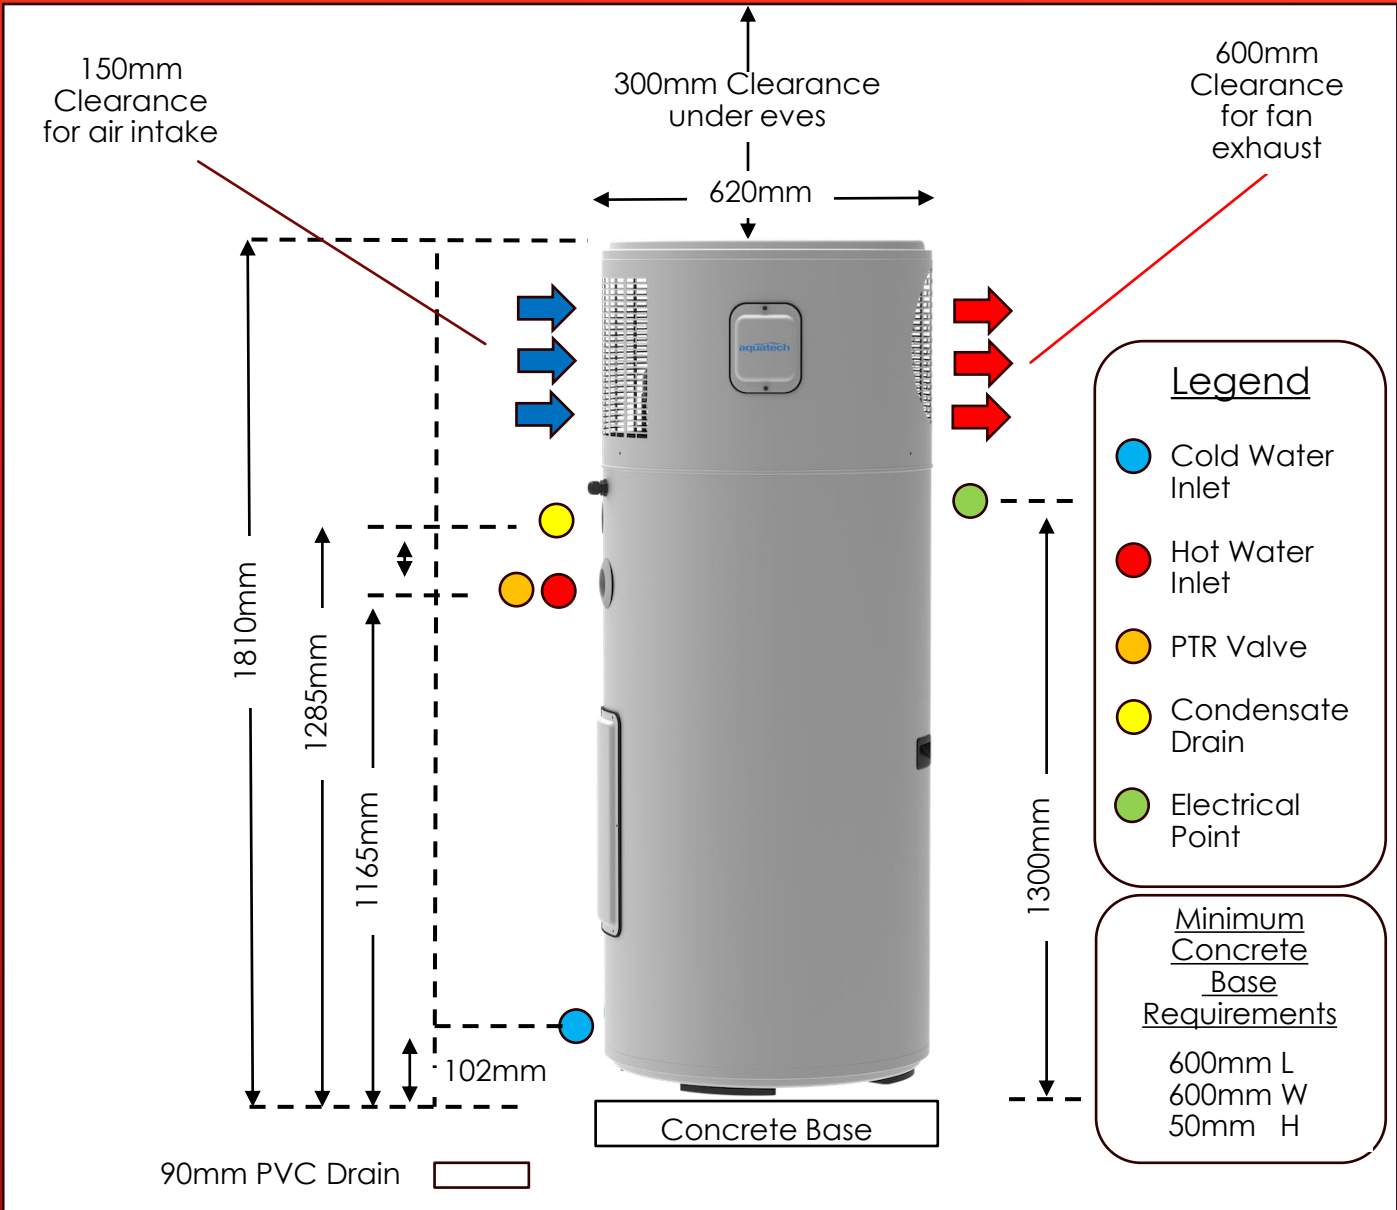 150mm
Clearance
for air intake
300mm Clearance
under eves
600mm
Clearance
for fan
exhaust
620mm
aquatech
1810mm
1285mm
1165mm
102mm
1300mm
Concrete Base
90mm PVC Drain
Legend
Cold Water
Inlet
Hot Water
Inlet
PTR Valve
Condensate
Drain
Electrical
Point
Minimum
Concrete
Base
Requirements
600mm L
600mm W
50mm H